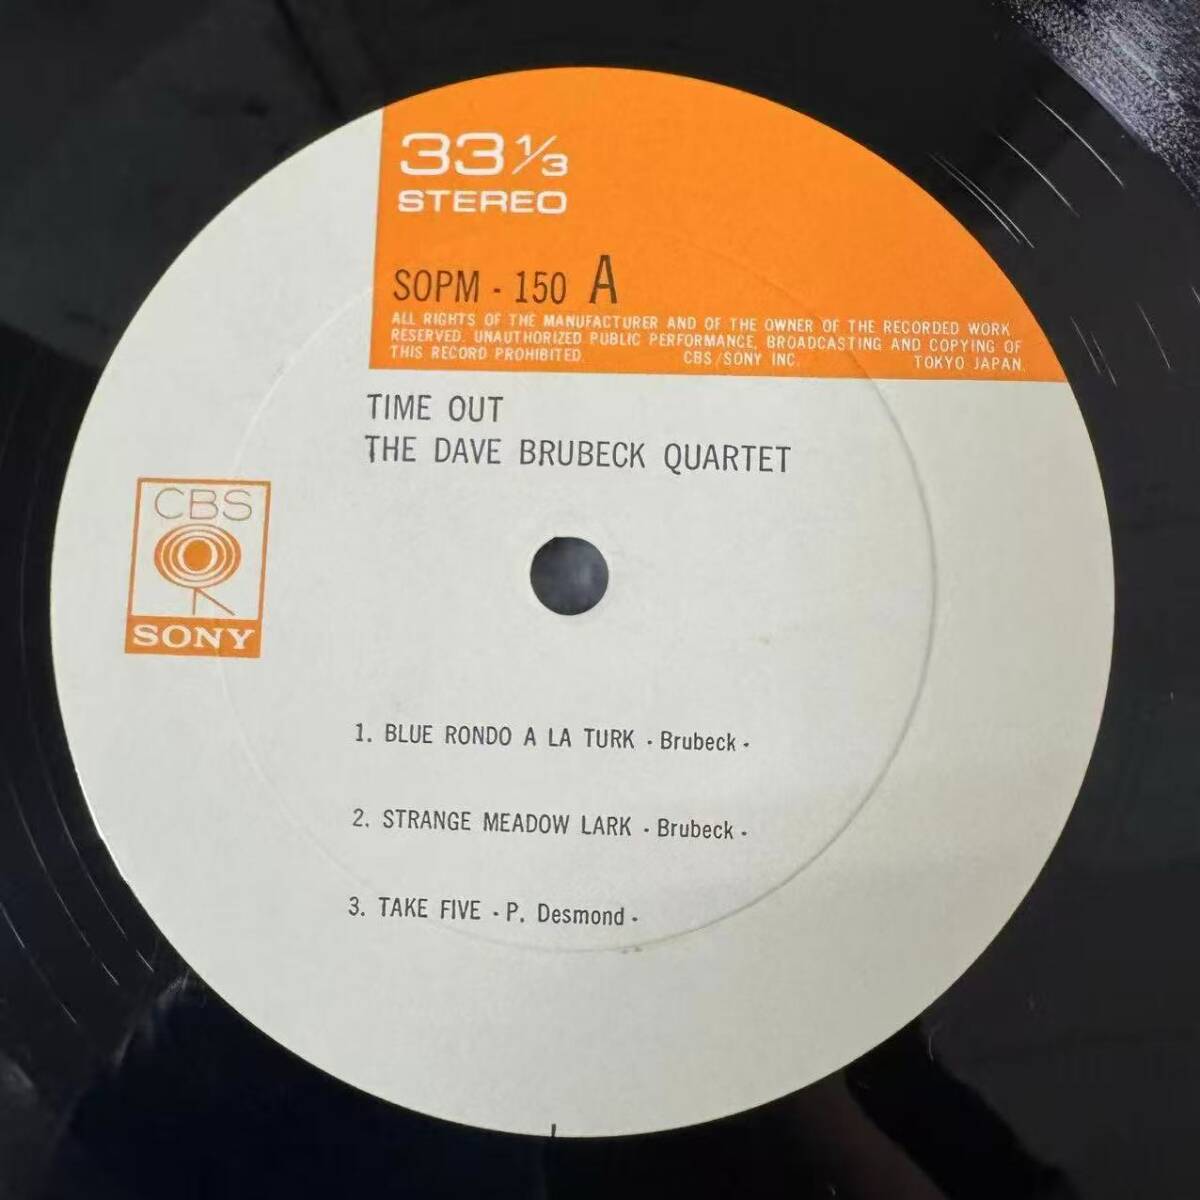 33 1/3
STEREO
SOPM - 150 A
ALL RIGHTS OF THE MANUFACTURER AND OF THE OWNER OF THE RECORDED WORK
RESERVED. UNAUTHORIZED PUBLIC PERFORMANCE, BROADCASTING AND COPYING OF
THIS RECORD PROHIBITED. CBS/SONY INC. TOKYO JAPAN.
TIME OUT
THE DAVE BRUBECK QUARTET
CBS
SONY
1. BLUE RONDO A LA TURK - Brubeck -
2. STRANGE MEADOW LARK - Brubeck -
3. TAKE FIVE - P. Desmond -